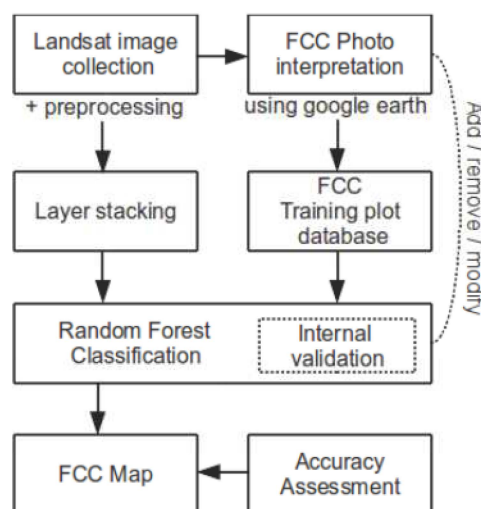 Landsat image
collection
+ preprocessing
FCC Photo
interpretation
using google earth
Add / remove / modify
Layer stacking
FCC
Training plot
database
Random Forest
Classification
Internal
validation
FCC Map
Accuracy
Assessment